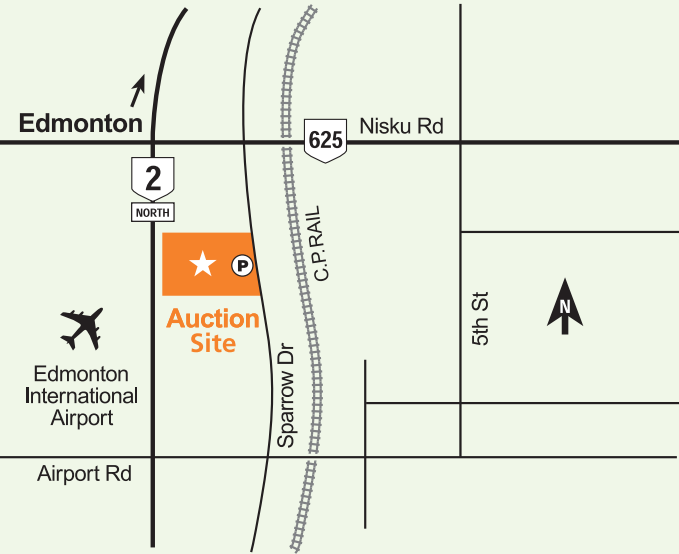 Edmonton
625
Nisku Rd
2
NORTH
P
C.P.RAIL
Auction
Site
N
5th St
Edmonton
International
Airport
Sparrow Dr
Airport Rd